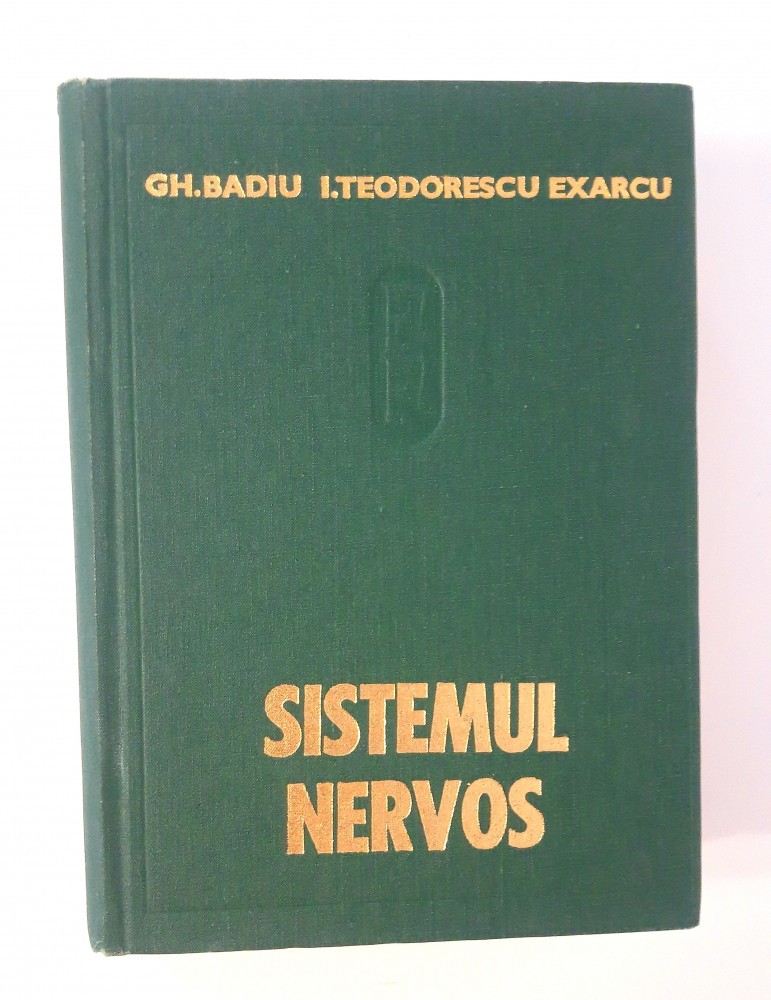 GH.BADIU I.TEODORESCU EXARCU
SISTEMUL
NERVOS